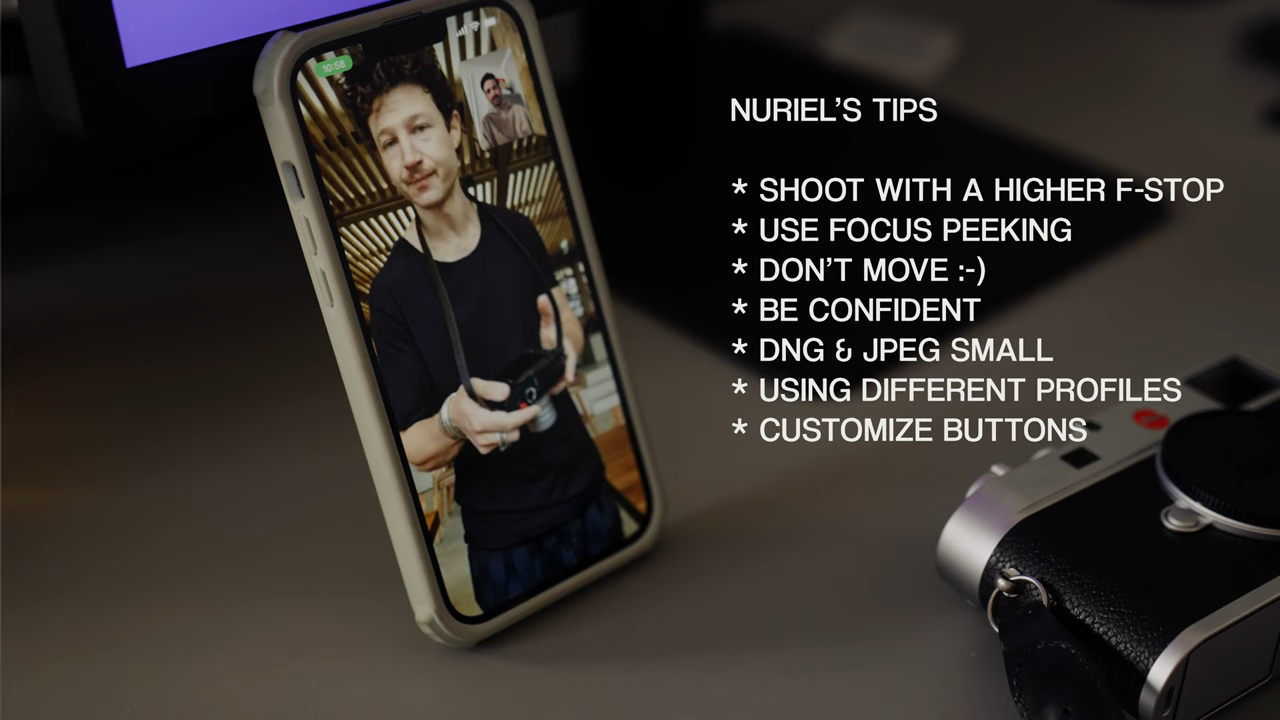 10:58
NURIEL'S TIPS
* SHOOT WITH A HIGHER F-STOP
* USE FOCUS PEEKING
* DON'T MOVE :-)
* BE CONFIDENT
* DNG & JPEG SMALL
* USING DIFFERENT PROFILES
* CUSTOMIZE BUTTONS